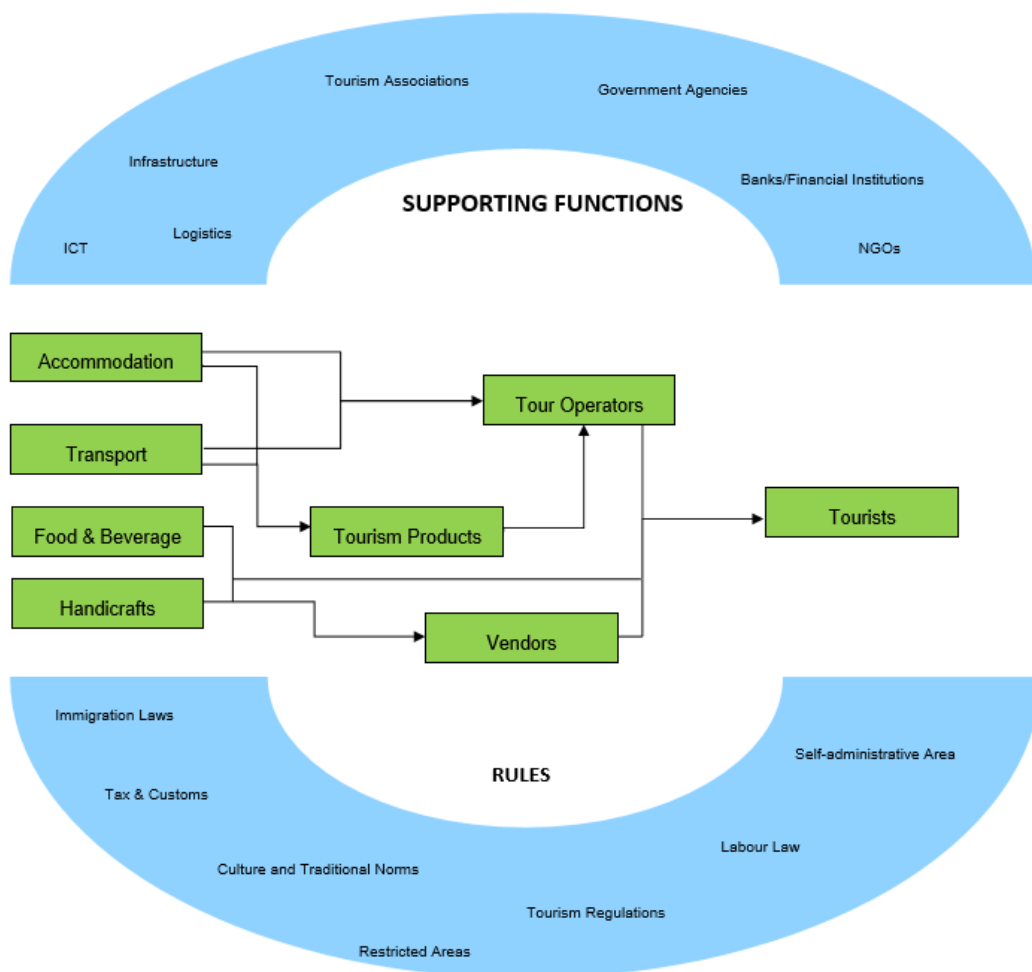 Tourism Associations
Government Agencies
Infrastructure
Banks/Financial Institutions
SUPPORTING FUNCTIONS
Logistics
ICT
NGOs
Accommodation
Tour Operators
Transport
Tourists
Food & Beverage
Tourism Products
Handicrafts
Vendors
Immigration Laws
Self-administrative Area
RULES
Tax & Customs
Labour Law
Culture and Traditional Norms
Tourism Regulations
Restricted Areas